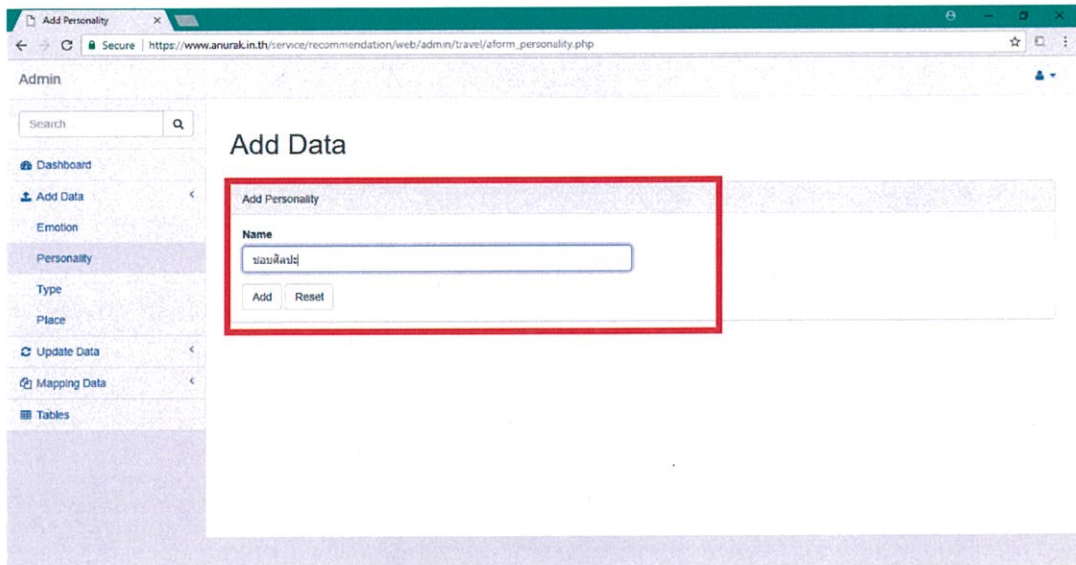 Add Personality
Secure | https://www.anurak.in.th/service/recommendation/web/admin/travel/aform_personality.php
Admin
Search
Dashboard
Add Data
Emotion
Personality
Type
Place
Update Data
Mapping Data
Tables
Add Data
Add Personality
Name
ชอบศิลปะ
Add
Reset